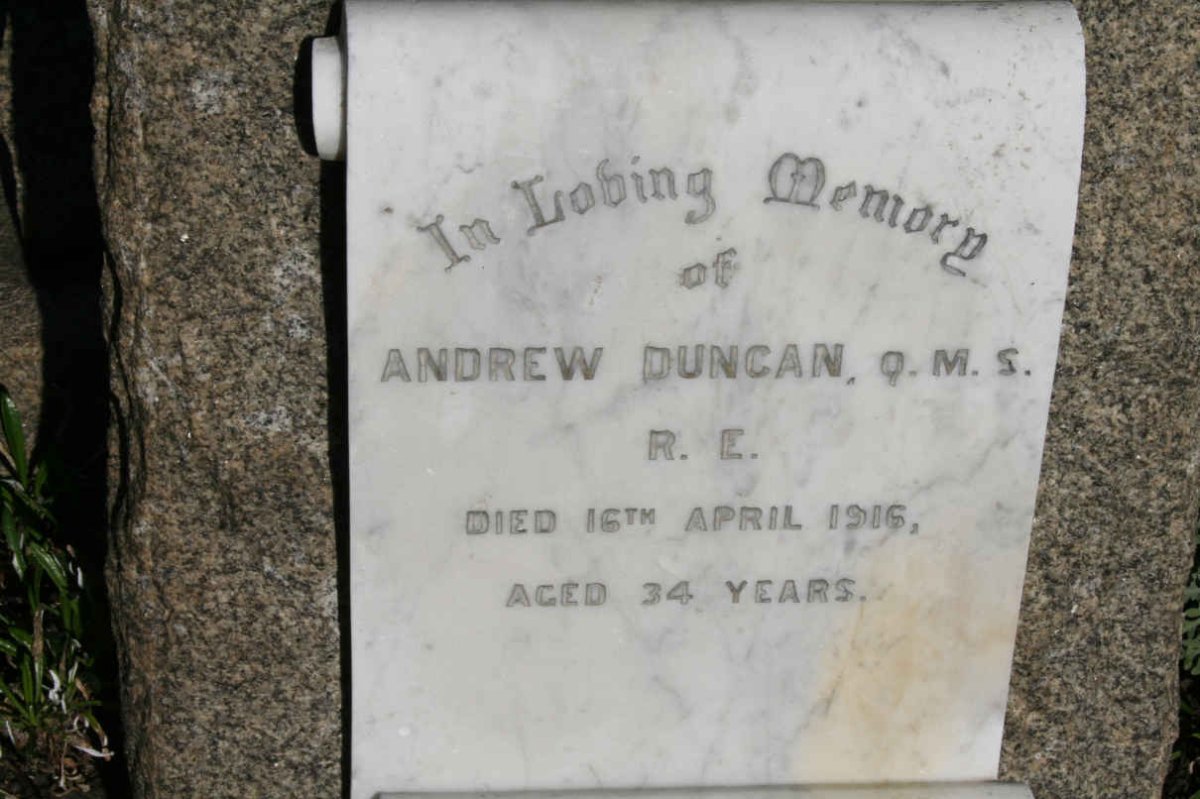 In Loving Memory
of
ANDREW DUNCAN, Q.M.S.
R. E.
DIED 16TH APRIL 1916,
AGED 34 YEARS.